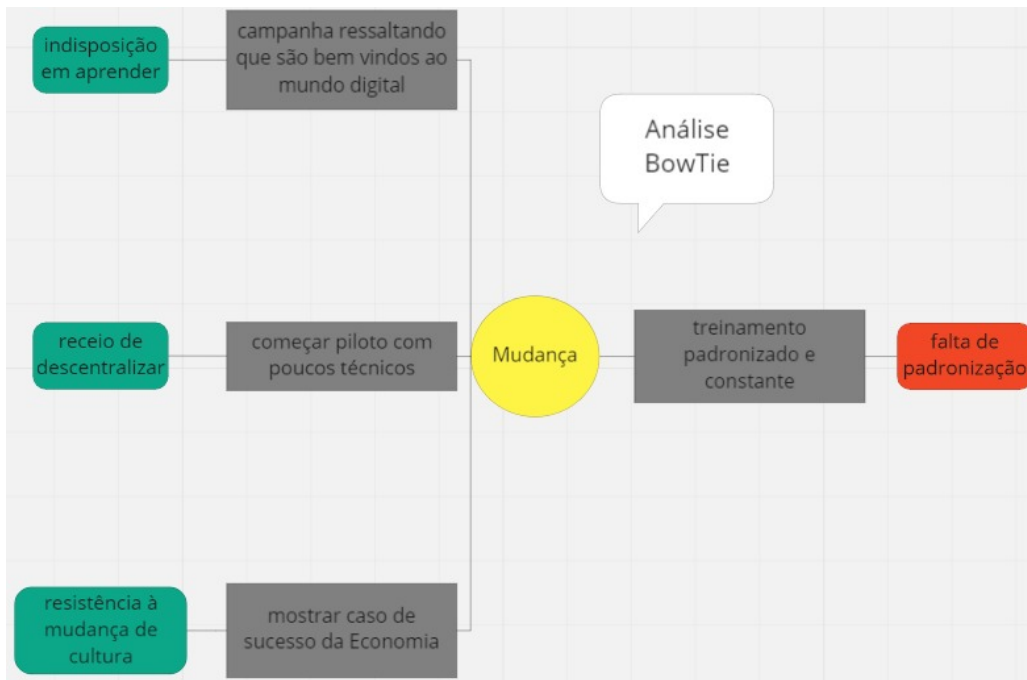 indisposição
em aprender
campanha ressaltando
que são bem vindos ao
mundo digital
Análise
BowTie
receio de
descentralizar
começar piloto com
poucos técnicos
Mudança
treinamento
padronizado e
constante
falta de
padronização
resistência à
mudança de
cultura
mostrar caso de
sucesso da Economia